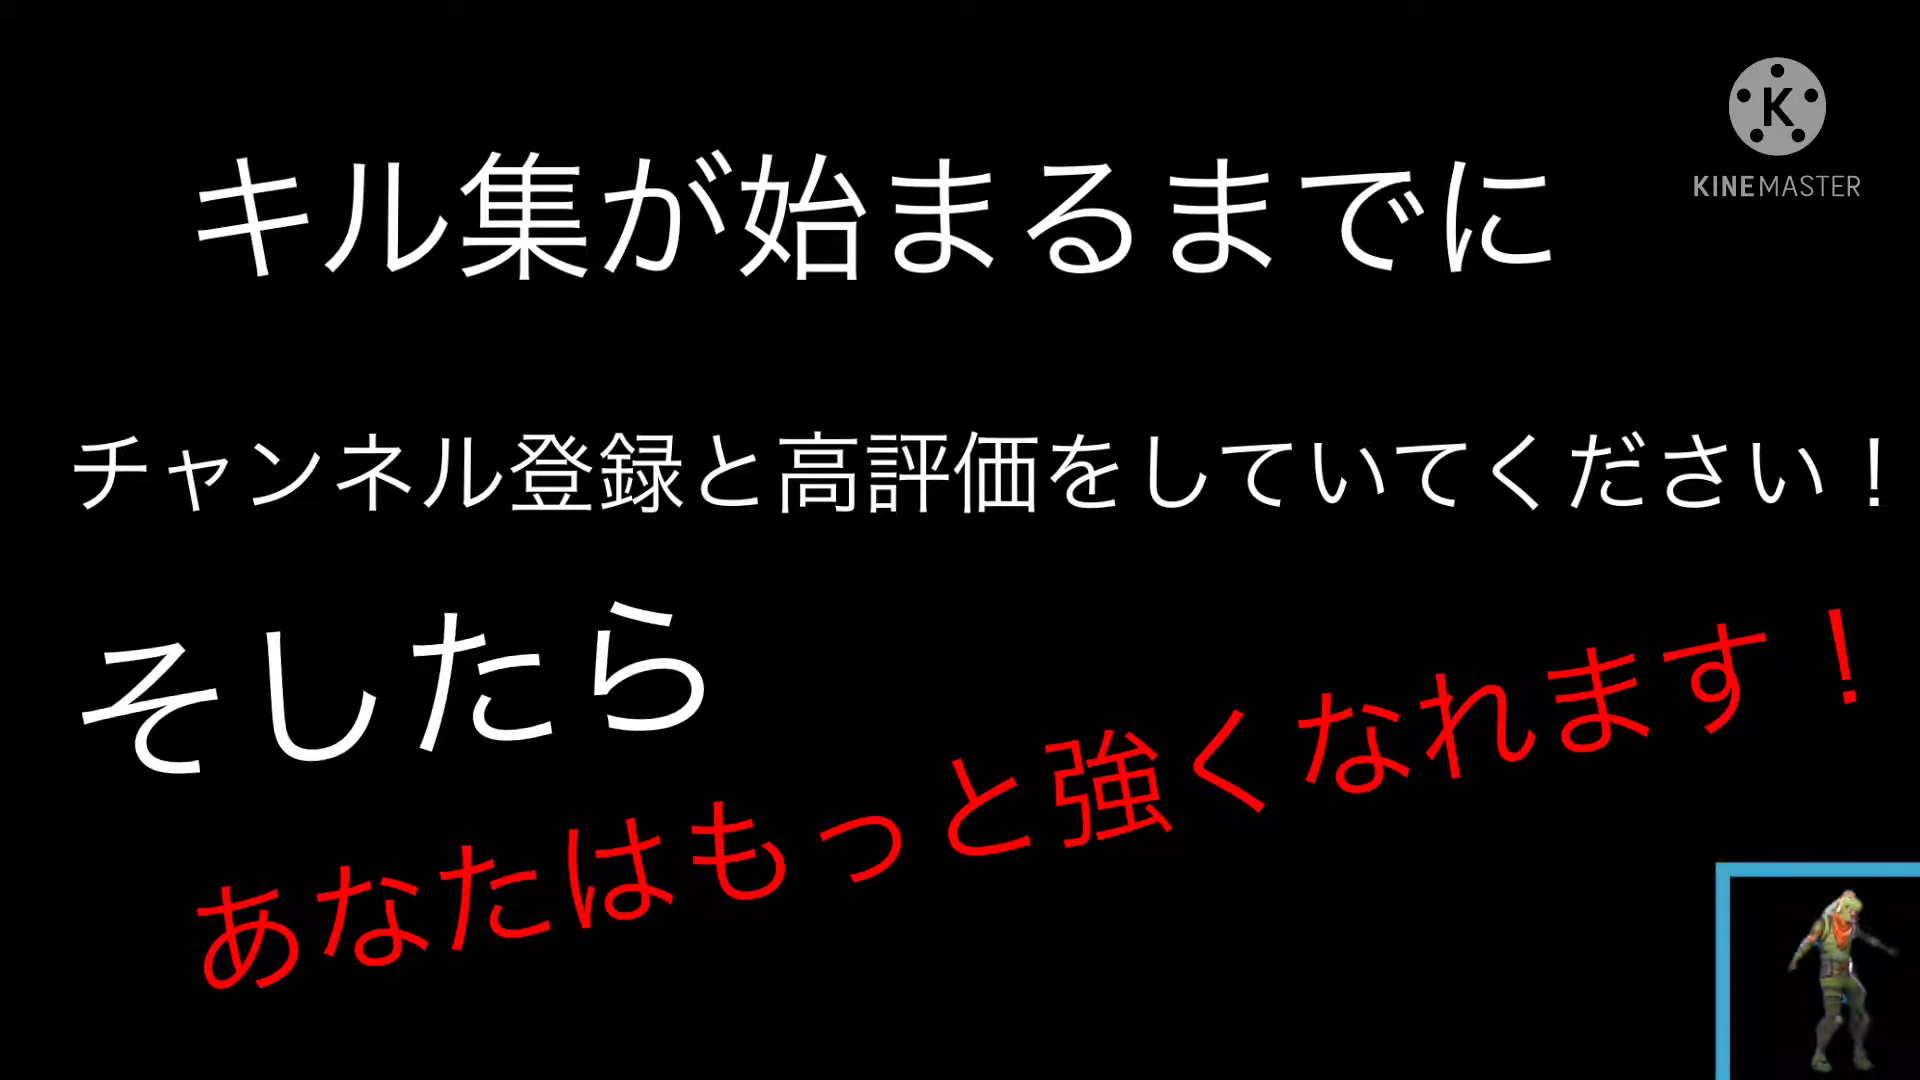 キル集が始まるまでに
K
KINEMASTER
チャンネル登録と高評価をしていてください！
そしたら
あなたはもっと強くなれます！